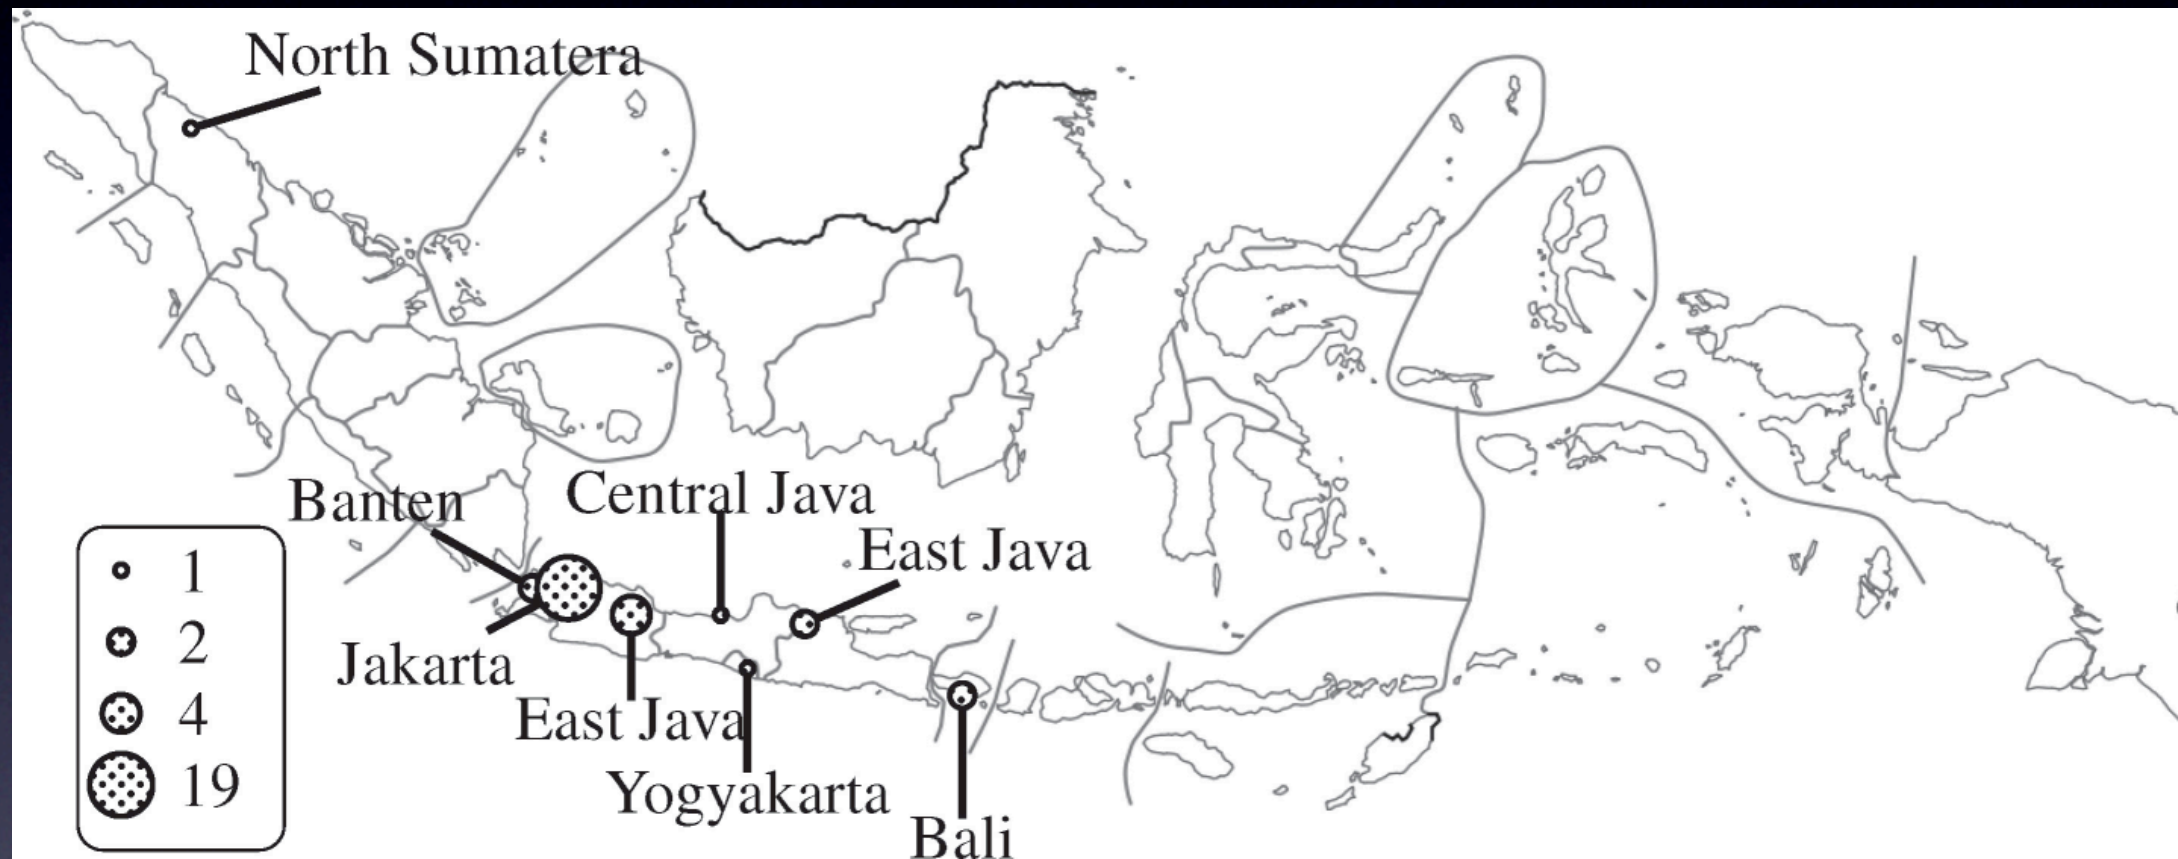 North Sumatera
Banten
Central Java
East Java
Jakarta
East Java
Yogyakarta
Bali
1
2
4
19